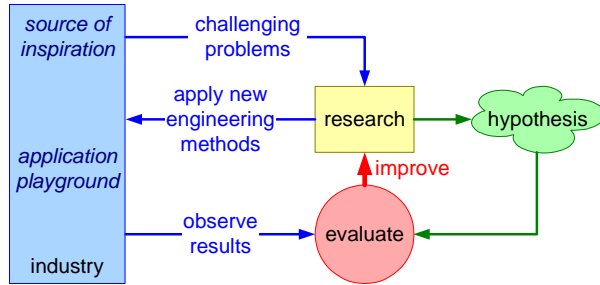 source of
inspiration
challenging
problems
apply new
engineering
methods
research
hypothesis
application
playground
improve
observe
results
evaluate
industry